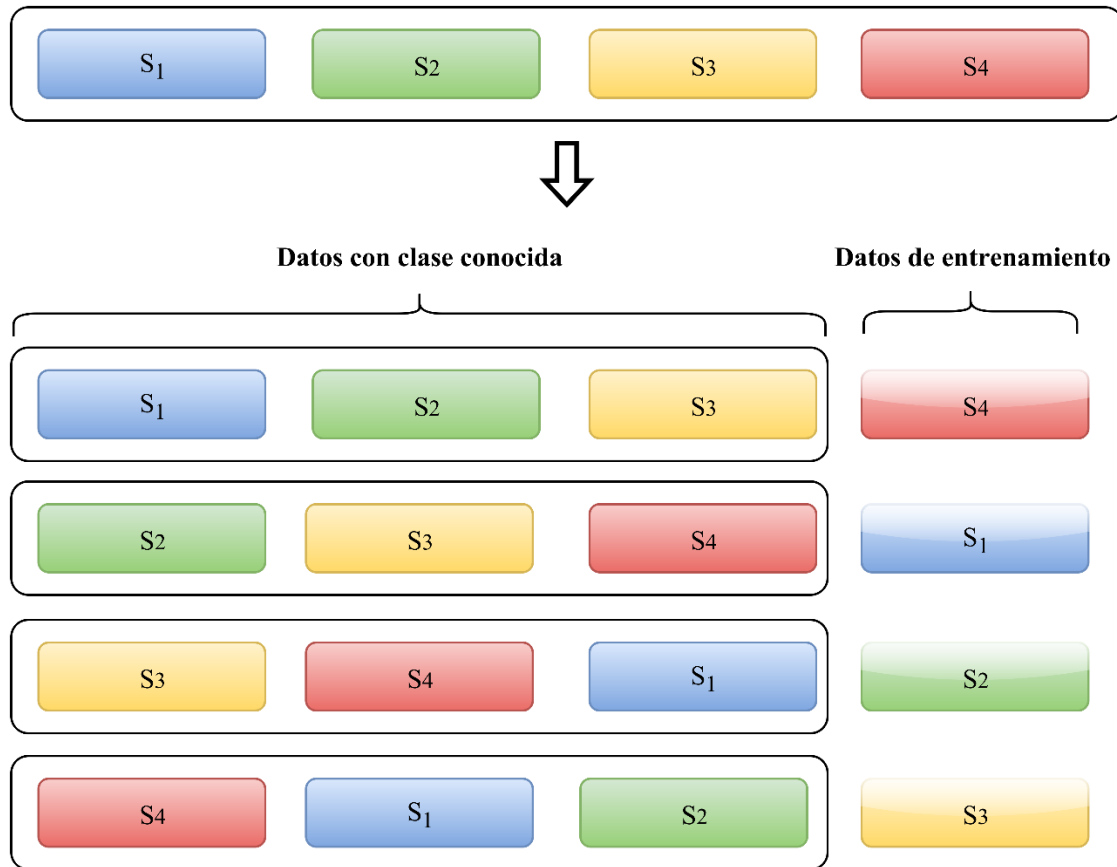 S1 S2 S3 S4
Datos con clase conocida Datos de entrenamiento
S1 S2 S3 S4
S2 S3 S4 S1
S3 S4 S1 S2
S4 S1 S2 S3